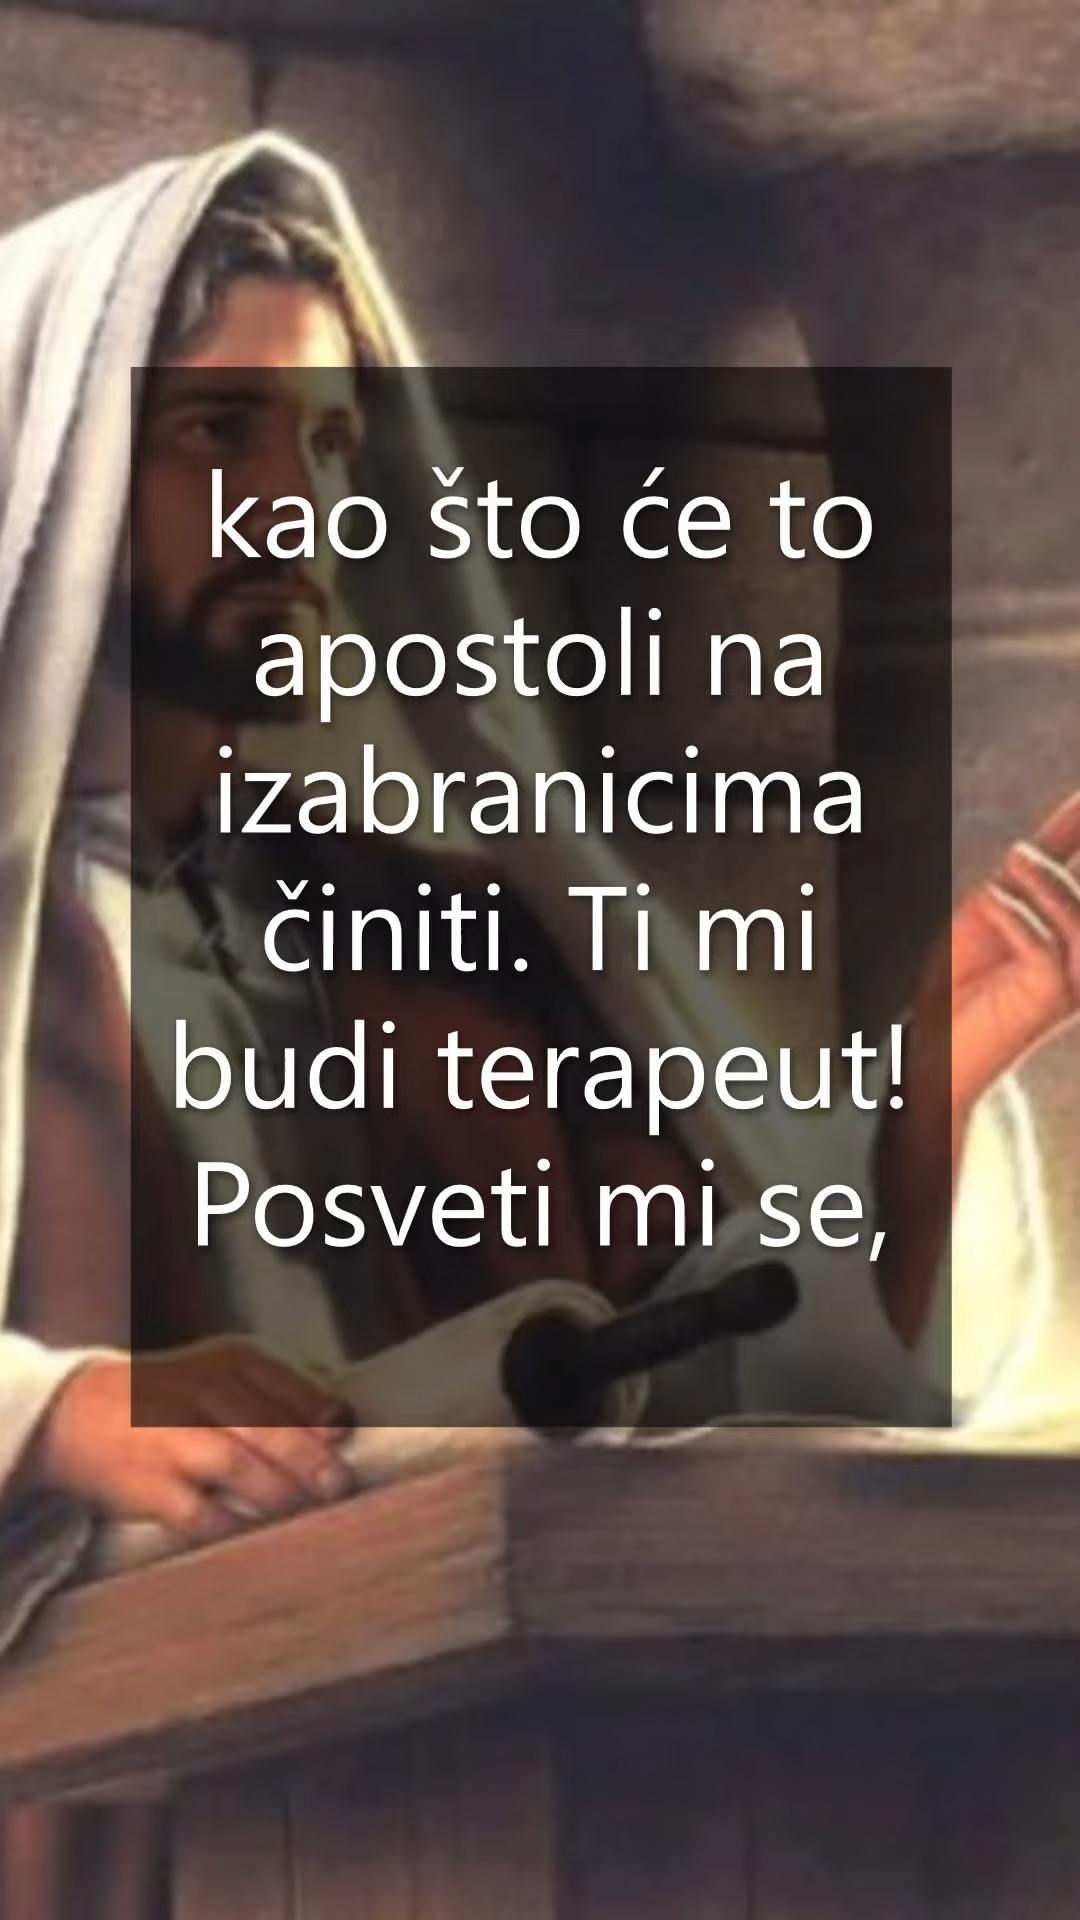 kao što će to
apostoli na
izabranicima
činiti. Ti mi
budi terapeut!
Posveti mi se,